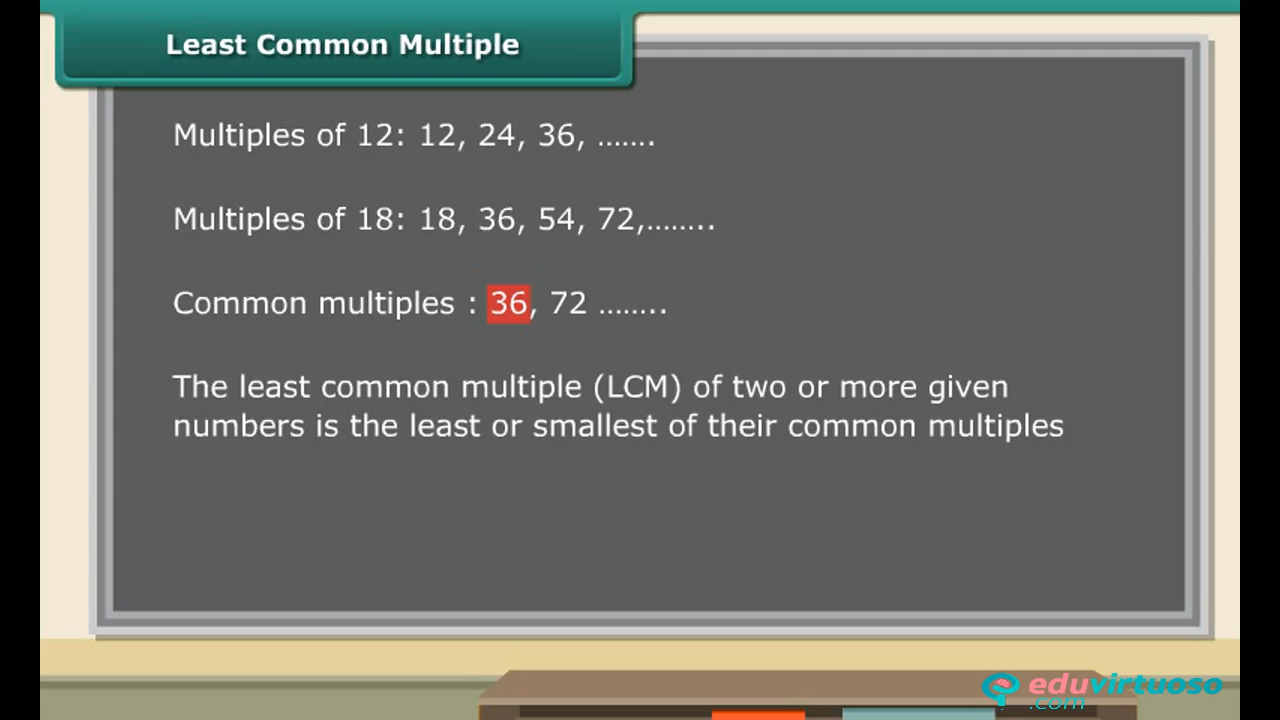 Least Common Multiple
Multiples of 12: 12, 24, 36, .......
Multiples of 18: 18, 36, 54, 72,........
Common multiples : 36, 72 ........
The least common multiple (LCM) of two or more given
numbers is the least or smallest of their common multiples
eduvirtuoso
.com